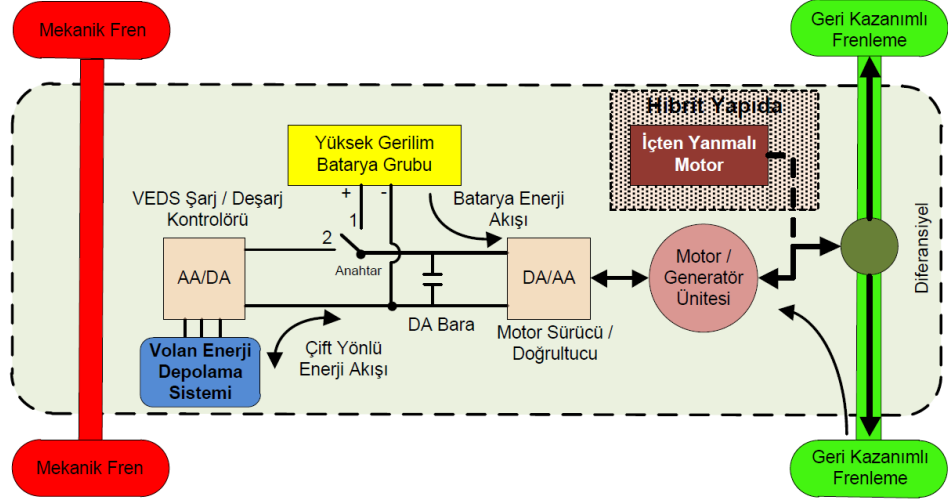 Mekanik Fren
Geri Kazanımlı
Frenleme
Hibrit Yapıda
İçten Yanmalı
Motor
Yüksek Gerilim
Batarya Grubu
+
-
VEDS Şarj / Deşarj
Kontrolörü
Batarya Enerji
Akışı
1
2
Anahtar
AA/DA
DA/AA
Motor /
Generatör
Ünitesi
Diferansiyel
DA Bara
Motor Sürücü /
Doğrultucu
Çift Yönlü
Enerji Akışı
Volan Enerji
Depolama
Sistemi
Mekanik Fren
Geri Kazanımlı
Frenleme